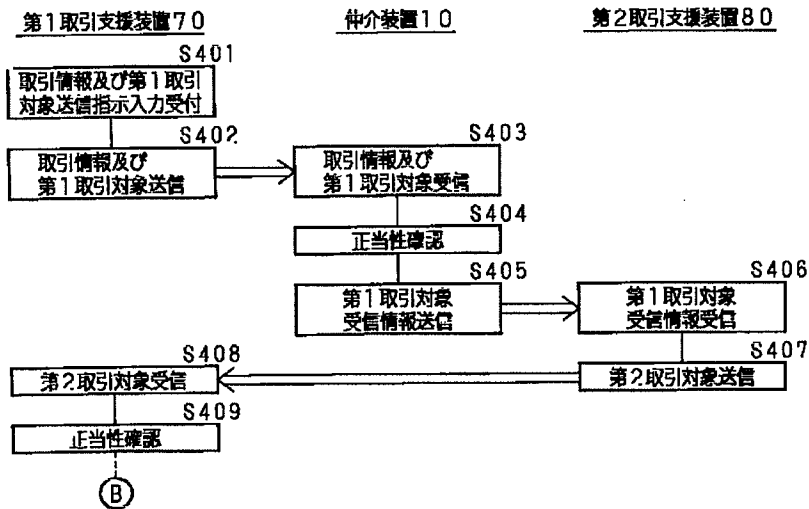 第1取引支援装置70
仲介装置10
第2取引支援装置80
S401
取引情報及び第1取引
対象送信指示入力受付
S402
取引情報及び
第1取引対象送信
S403
取引情報及び
第1取引対象受信
S404
正当性確認
S405
第1取引対象
受信情報送信
S406
第1取引対象
受信情報受信
S407
第2取引対象送信
S408
第2取引対象受信
S409
正当性確認
B